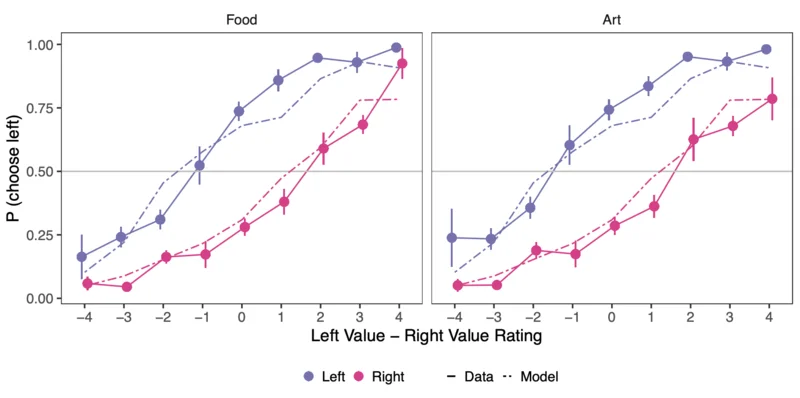 Food Art
1.00
0.75
0.50
0.25
0.00
P (choose left)
−4 −3 −2 −1 0 1 2 3 4 −4 −3 −2 −1 0 1 2 3 4
Left Value − Right Value Rating
Left Right Data Model